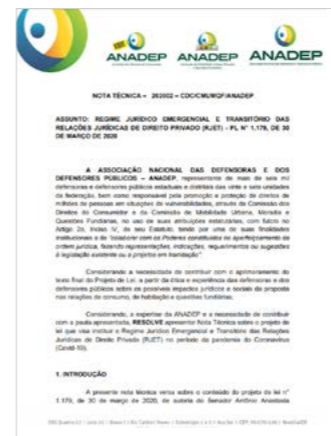 ANADEP
ANADEP
ANADEP
NOTA TÉCNICA – 202002 – CDC/CMUMQF/ANADEP
ASSUNTO: REGIME JURÍDICO EMERGENCIAL E TRANSITÓRIO DAS
RELAÇÕES JURÍDICAS DE DIREITO PRIVADO (RJET) - PL N° 1.179, DE 30
DE MARÇO DE 2020
A ASSOCIAÇÃO NACIONAL DAS DEFENSORAS E DOS
DEFENSORES PÚBLICOS – ANADEP, representante de mais de seis mil
defensoras e defensores públicos estaduais e distritais das vinte e sete unidades
da federação, bem como responsável pela promoção e proteção de direitos de
milhões de pessoas em situações de vulnerabilidades, através da Comissão dos
Direitos do Consumidor e da Comissão de Mobilidade Urbana, Moradia e
Questões Fundiárias, no uso de suas atribuições estatutárias, com fulcro no
Artigo 2o, inciso IV, de seu Estatuto, tendo por uma de suas finalidades
institucionais a de "colaborar com os Poderes constituídos no aperfeiçoamento da
ordem jurídica, fazendo representações, indicações, requerimentos ou sugestões
à legislação existente ou a projetos em tramitação".
Considerando a necessidade de contribuir com o aprimoramento do
texto final do Projeto de Lei, a partir da ótica e experiência das defensoras e dos
defensores públicos sobre os possíveis impactos jurídicos e sociais da proposta
nas relações de consumo, de habitação e questões fundiárias.
Considerando, a expertise da ANADEP e a necessidade de contribuir
com a pauta apresentada, RESOLVE apresentar Nota Técnica sobre o projeto de
lei que visa instituir o Regime Jurídico Emergencial e Transitório das Relações
Jurídicas de Direito Privado (RJET) no período da pandemia do Coronavírus
(Covid-19).
1. INTRODUÇÃO
A presente nota técnica versa sobre o conteúdo do projeto de lei n°
1.179, de 30 de março de 2020, de autoria do Senador Antônio Anastasia